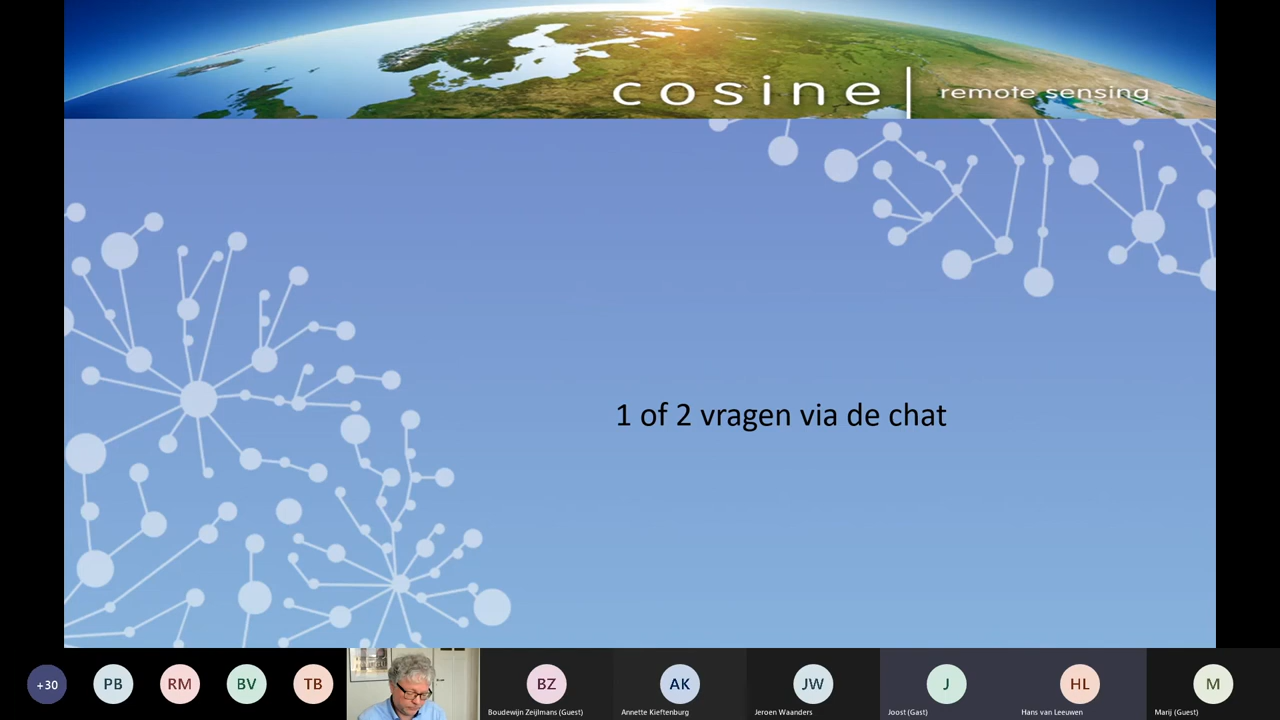 cosine
remote sensing
1 of 2 vragen via de chat
+30
PB
RM
BV
TB
BZ
Boudewijn Zeijlmans (Guest)
AK
Annette Kieftenburg
JW
Jeroen Waanders
J
Joost (Gast)
HL
Hans van Leeuwen
M
Marij (Guest)